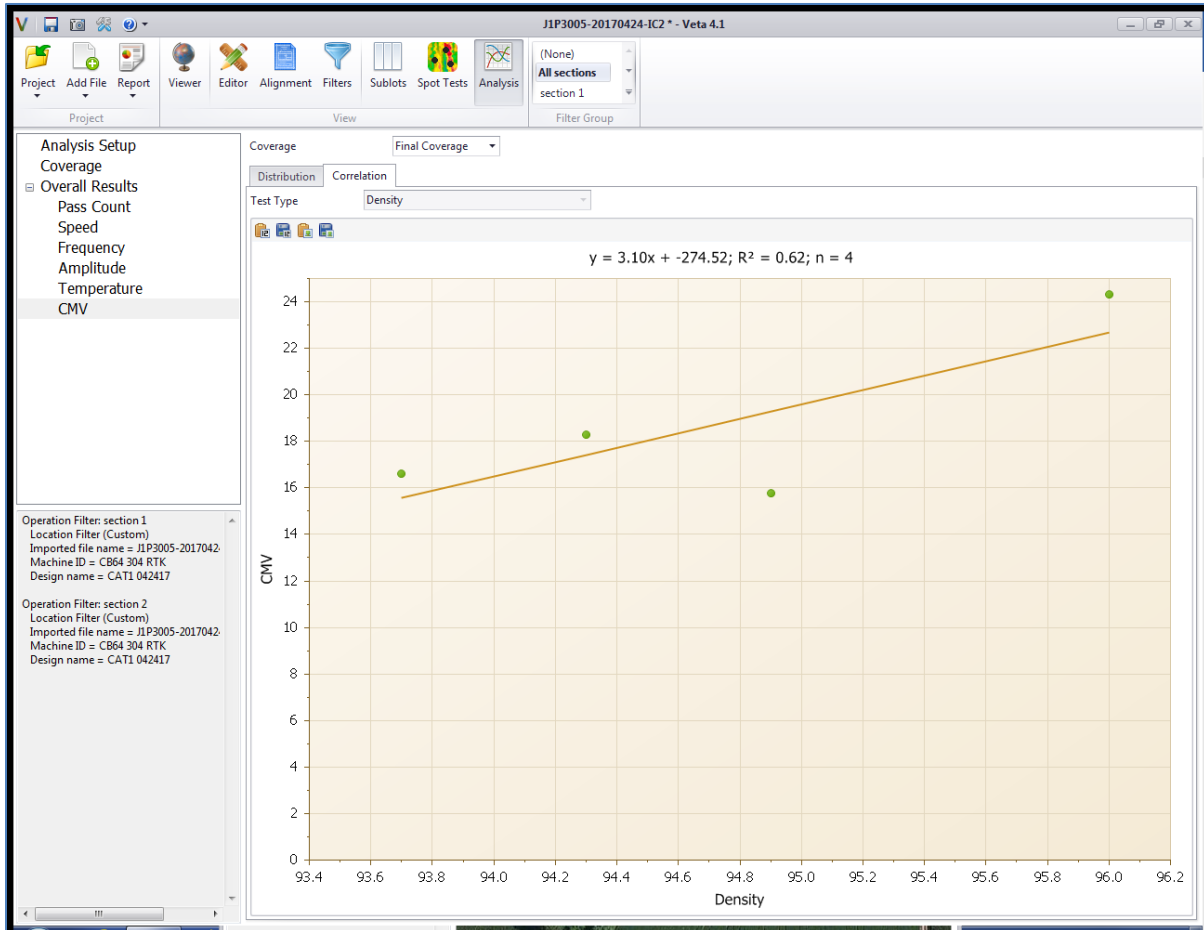 J1P3005-20170424-IC2 * - Veta 4.1
Project
Add File
Report
Viewer
Editor
Alignment
Filters
Sublots
Spot Tests
Analysis
(None)
All sections
section 1
Project
View
Filter Group
Analysis Setup
Coverage
Overall Results
Pass Count
Speed
Frequency
Amplitude
Temperature
CMV
Operation Filter: section 1
Location Filter (Custom)
Imported file name = J1P3005-2017042
Machine ID = CB64 304 RTK
Design name = CAT1 042417
Operation Filter: section 2
Location Filter (Custom)
Imported file name = J1P3005-2017042
Machine ID = CB64 304 RTK
Design name = CAT1 042417
Coverage
Final Coverage
Distribution
Correlation
Test Type
Density
y = 3.10x + -274.52; R² = 0.62; n = 4
24
22
20
18
16
14
12
10
8
6
4
2
0
CMV
93.4 93.6 93.8 94.0 94.2 94.4 94.6 94.8 95.0 95.2 95.4 95.6 95.8 96.0 96.2
Density